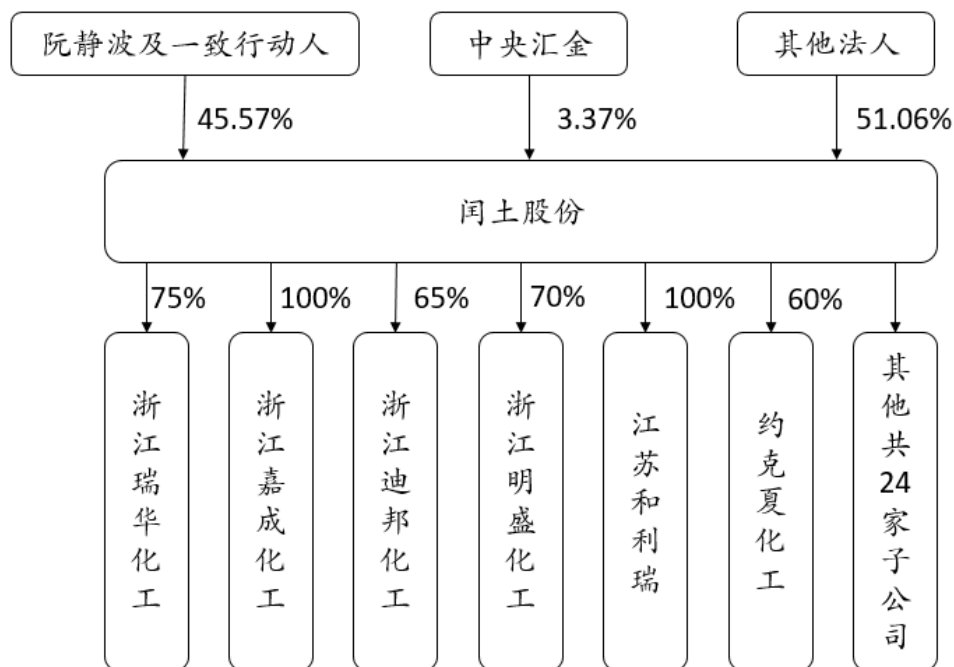 阮静波及一致行动人
中央汇金
其他法人
45.57%
3.37%
51.06%
闰土股份
75%
100%
65%
70%
100%
60%
浙江瑞华化工
浙江嘉成化工
浙江迪邦化工
浙江明盛化工
江苏和利瑞
约克夏化工
其他共24家子公司